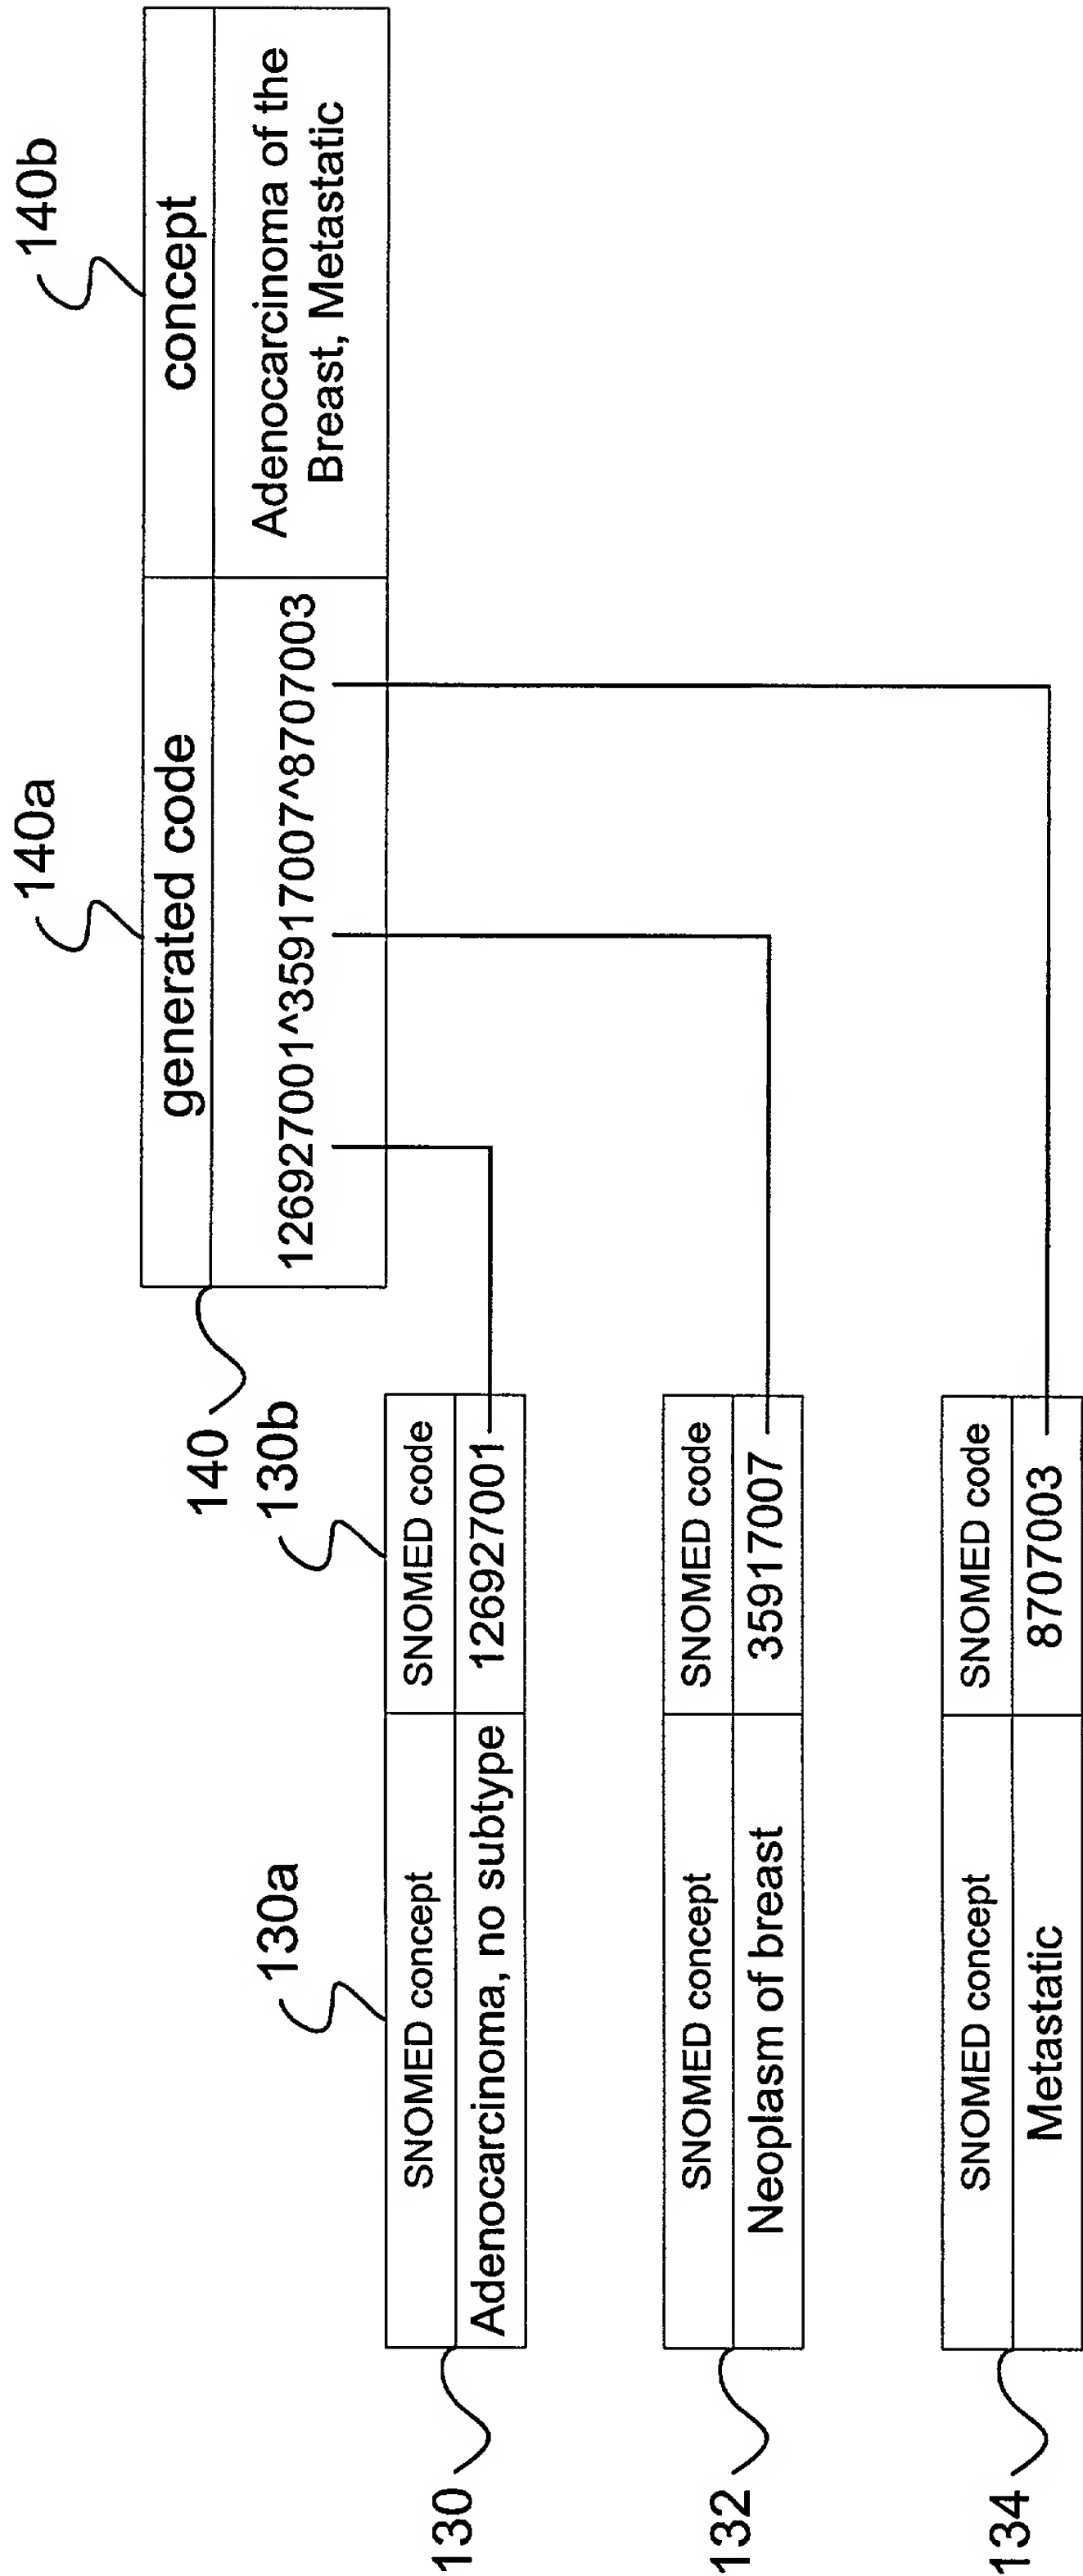 140a
140b
generated code
concept
126927001^35917007^8707003
Adenocarcinoma of the
Breast, Metastatic
140
130a
130b
SNOMED concept
SNOMED code
Adenocarcinoma, no subtype
126927001
130
SNOMED concept
SNOMED code
Neoplasm of breast
35917007
132
SNOMED concept
SNOMED code
Metastatic
8707003
134